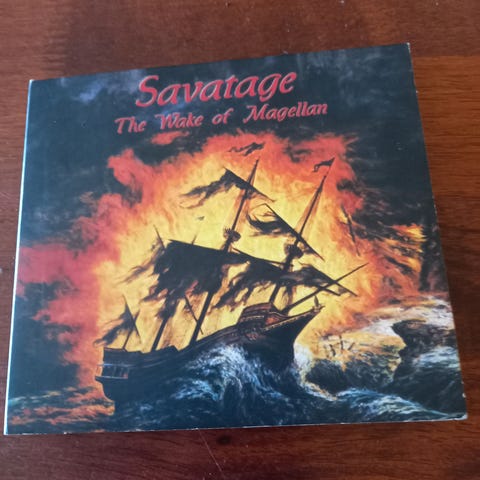 Savatage
The Wake of Magellan